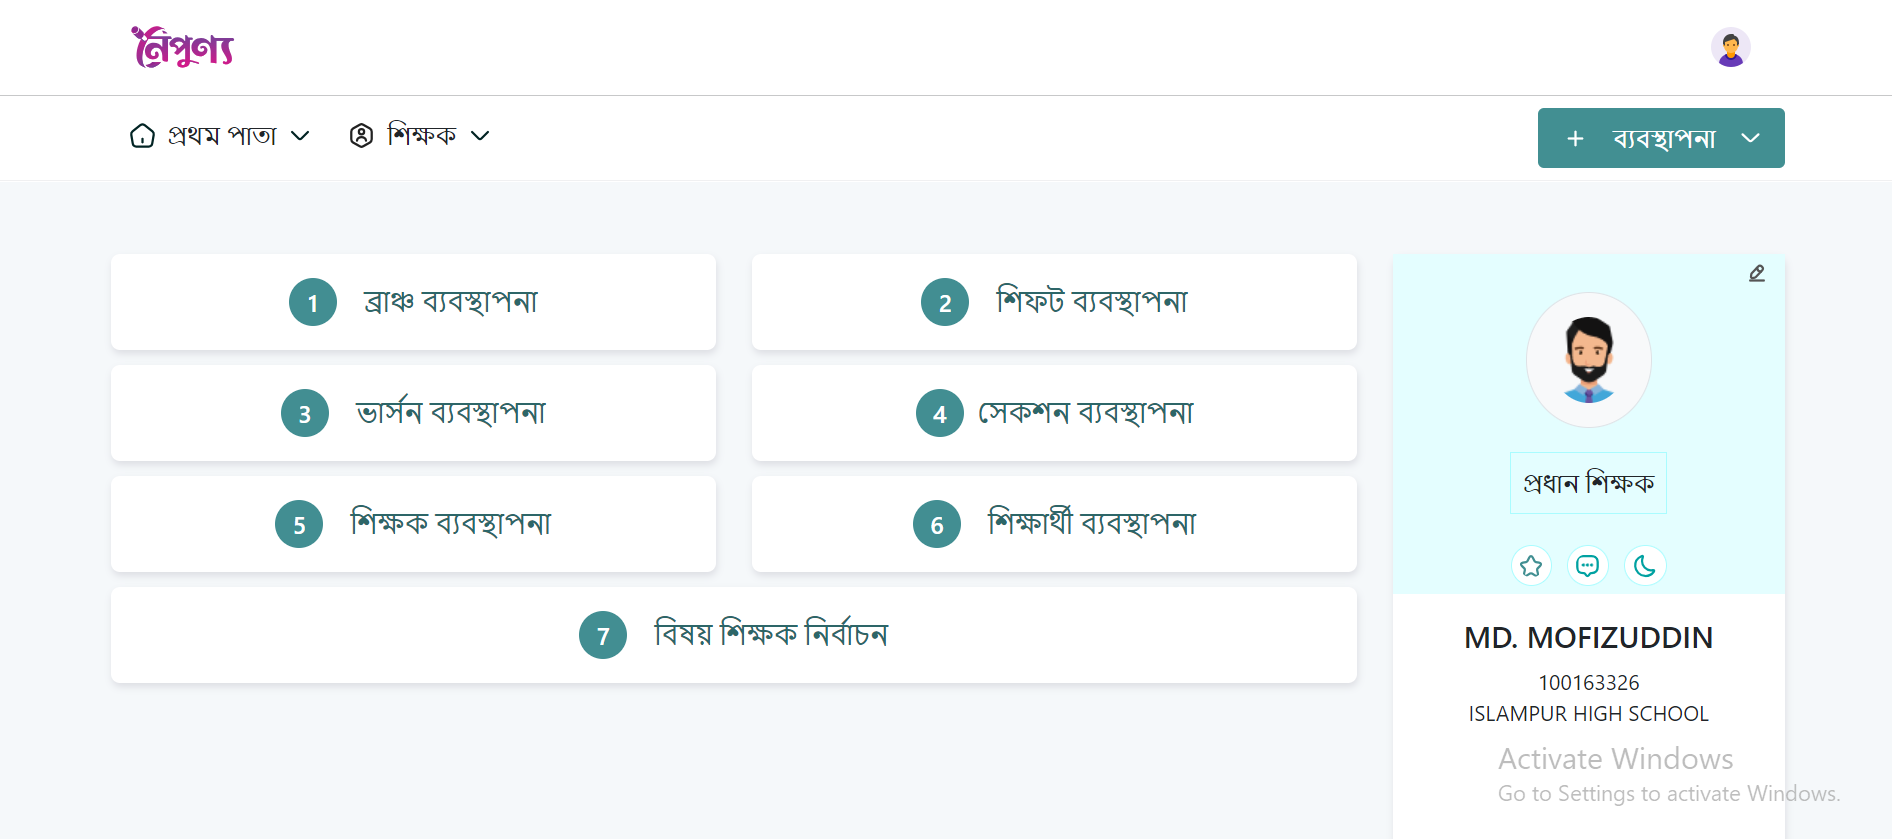 নৈপুণ্য
প্রথম পাতা
শিক্ষক
+ ব্যবস্থাপনা
1 ব্রাঞ্চ ব্যবস্থাপনা
2 শিফট ব্যবস্থাপনা
3 ভার্সন ব্যবস্থাপনা
4 সেকশন ব্যবস্থাপনা
5 শিক্ষক ব্যবস্থাপনা
6 শিক্ষার্থী ব্যবস্থাপনা
7 বিষয় শিক্ষক নির্বাচন
প্রধান শিক্ষক
MD. MOFIZUDDIN
100163326
ISLAMPUR HIGH SCHOOL
Activate Windows
Go to Settings to activate Windows.